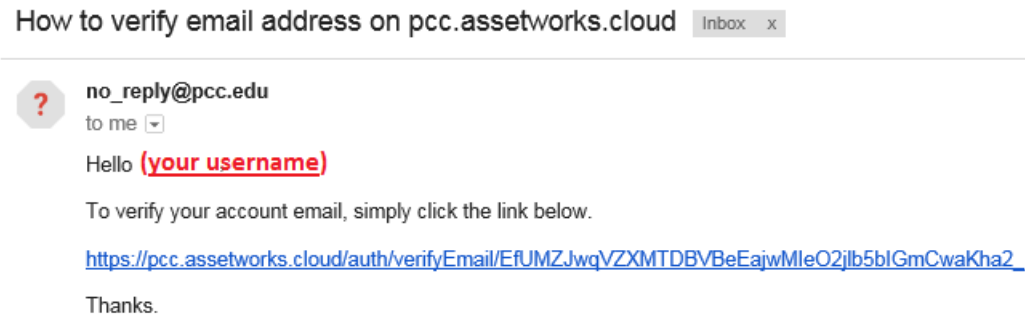 How to verify email address on pcc.assetworks.cloud Inbox x
?
no_reply@pcc.edu
to me
Hello (your username)
To verify your account email, simply click the link below.
https://pcc.assetworks.cloud/auth/verifyEmail/EfUMZJwqVZXMTDBVBeEajwMIeO2jlb5bIGmCwaKha2_
Thanks.